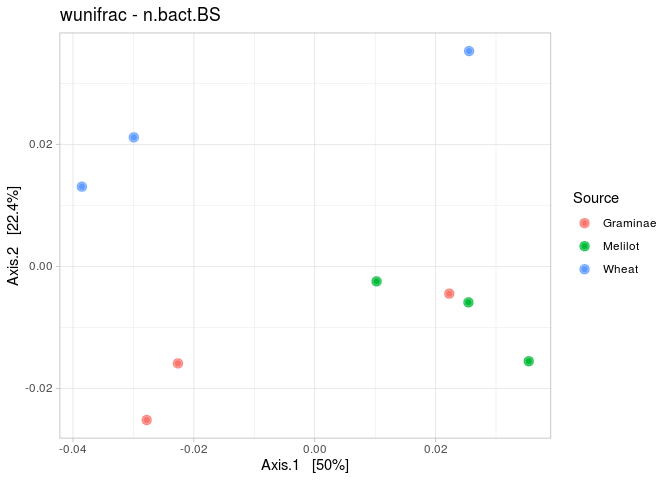 wunifrac - n.bact.BS
0.02
0.00
-0.02
Axis.2 [22.4%]
-0.04
-0.02
0.00
0.02
Axis.1 [50%]
Source
Graminae
Melilot
Wheat